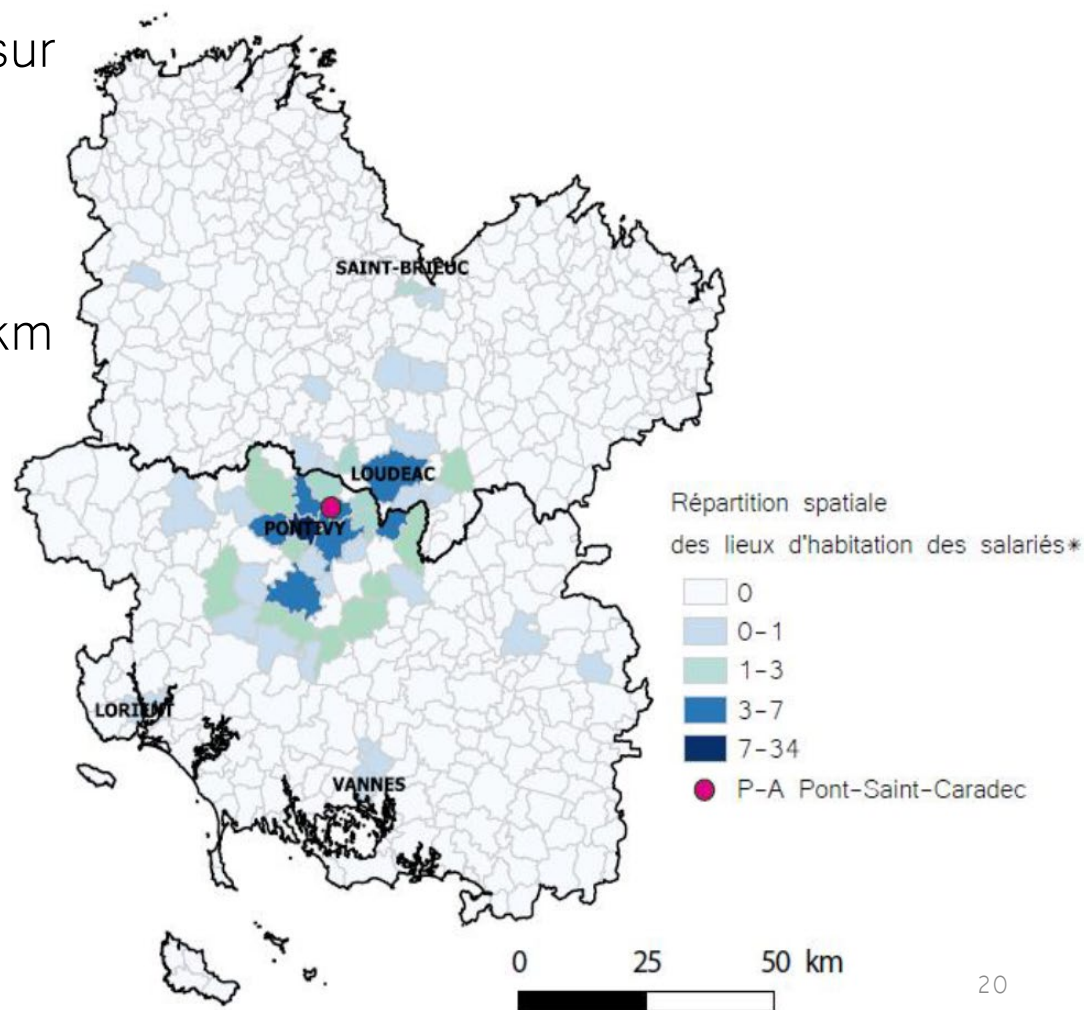 sur
km
SAINT-BRIEUC
LOUDEAC
PONTIVY
LORIENT
VANNES
Répartition spatiale
des lieux d'habitation des salariés*
0
0-1
1-3
3-7
7-34
P-A Pont-Saint-Caradec
0 25 50 km
20